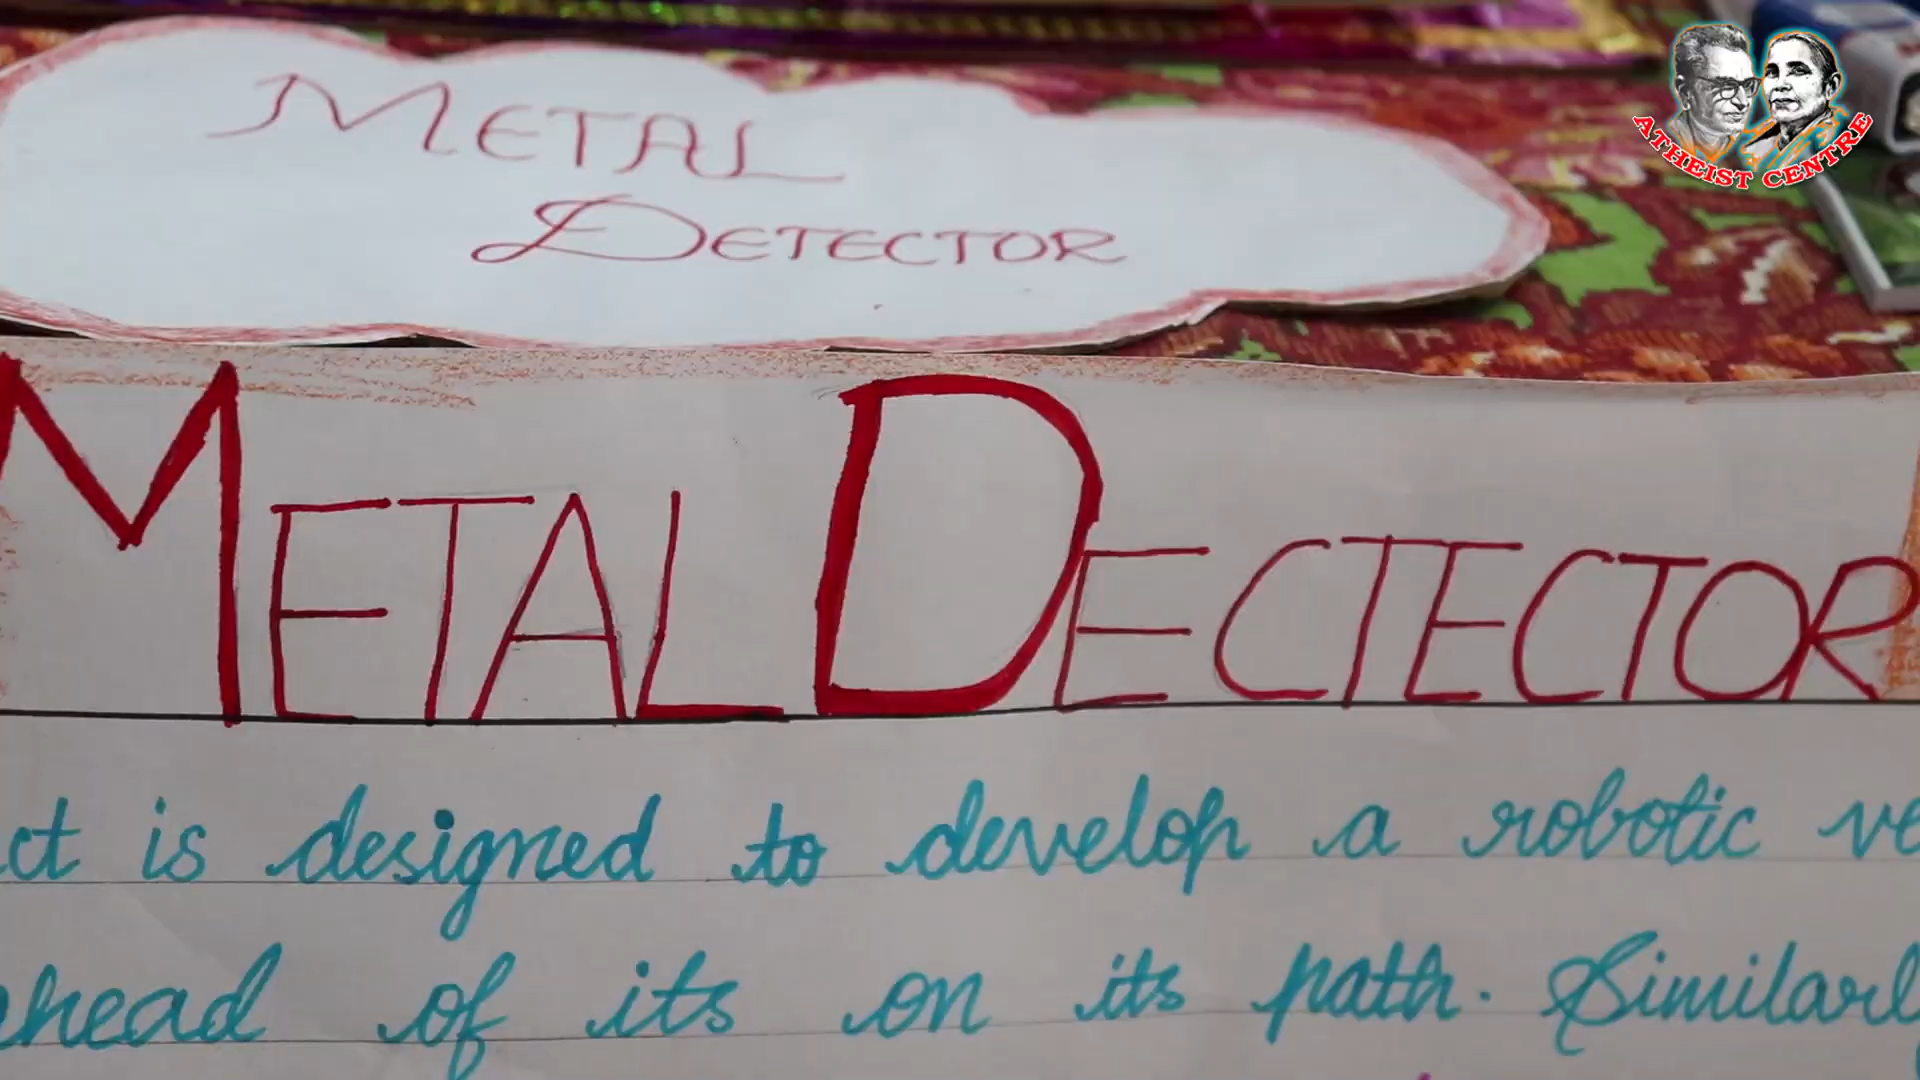 METAL
DETECTOR
ATHEIST CENTRE
METAL DECTECTOR
ct is designed to develop a robotic ve
ahead of its on its path. Similarly